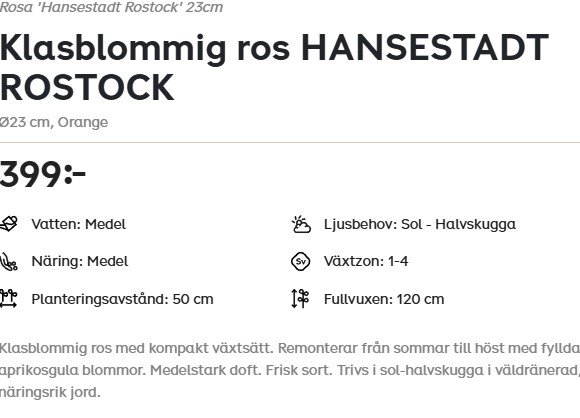 Rosa 'Hansestadt Rostock' 23cm
Klasblommig ros HANSESTADT
ROSTOCK
Ø23 cm, Orange
399:-
Vatten: Medel
Ljusbehov: Sol - Halvskugga
Näring: Medel
Sv
Växtzon: 1-4
Planteringsavstånd: 50 cm
Fullvuxen: 120 cm
Klasblommig ros med kompakt växtsätt. Remonterar från sommar till höst med fyllda
aprikosgula blommor. Medelstark doft. Frisk sort. Trivs i sol-halvskugga i väldränerad,
näringsrik jord.